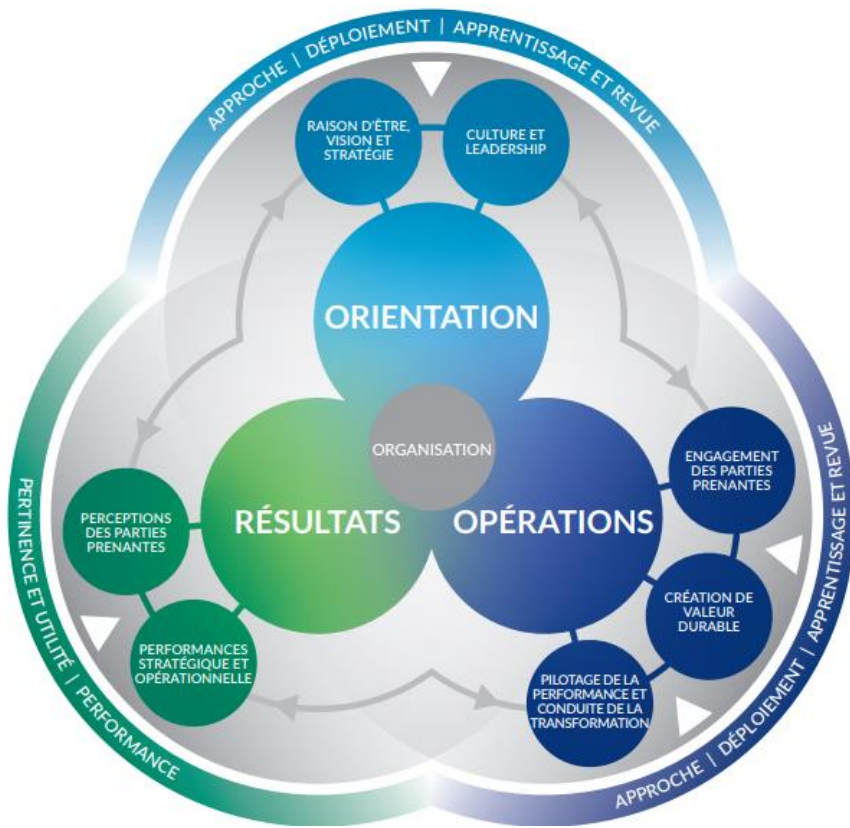 APPROCHE | DÉPLOIEMENT | APPRENTISSAGE ET REVUE
RAISON D'ÊTRE,
VISION ET
STRATÉGIE
CULTURE ET
LEADERSHIP
ORIENTATION
ORGANISATION
RÉSULTATS
OPÉRATIONS
ENGAGEMENT
DES PARTIES
PRENANTES
CRÉATION DE
VALEUR
DURABLE
PILOTAGE DE LA
PERFORMANCE ET
CONDUITE DE LA
TRANSFORMATION
APPROCHE | DÉPLOIEMENT | APPRENTISSAGE ET REVUE
PERCEPTIONS
DES PARTIES
PRENANTES
PERFORMANCES
STRATÉGIQUE ET
OPÉRATIONNELLE
PERTINENCE ET UTILITÉ | PERFORMANCE